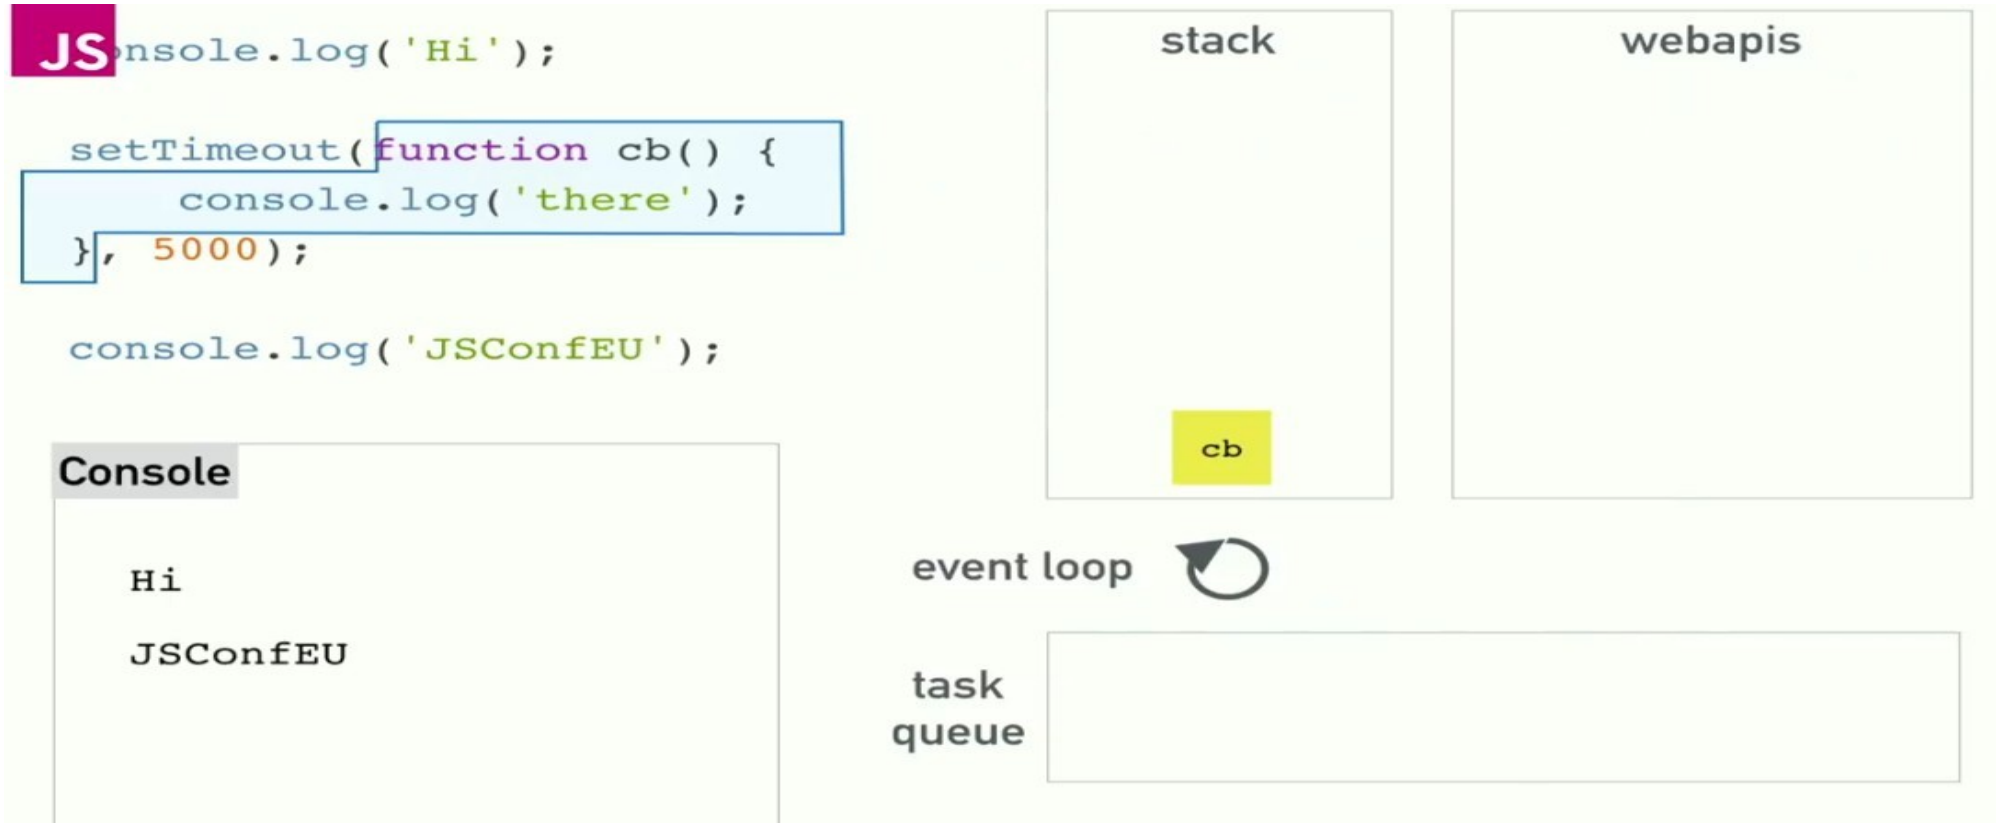 JS
nsole.log('Hi');
setTimeout(function cb() {
console.log('there');
}, 5000);
console.log('JSConfEU');
Console
Hi
JSConfEU
stack
webapis
cb
event loop
task
queue